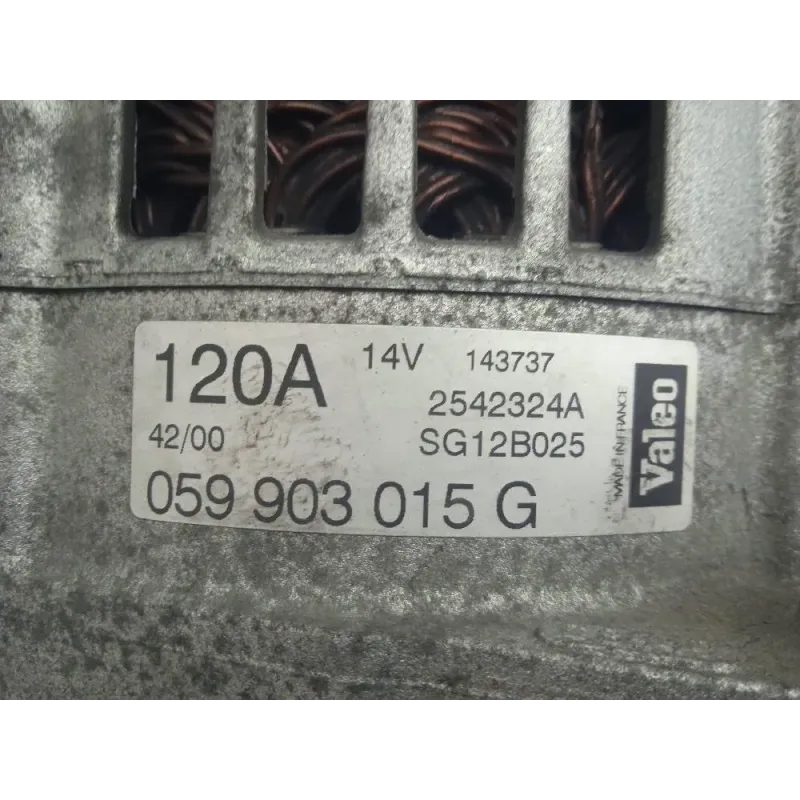 120A 14V 143737
2542324A
42/00 SG12B025
059 903 015 G
MADE IN FRANCE
Valeo